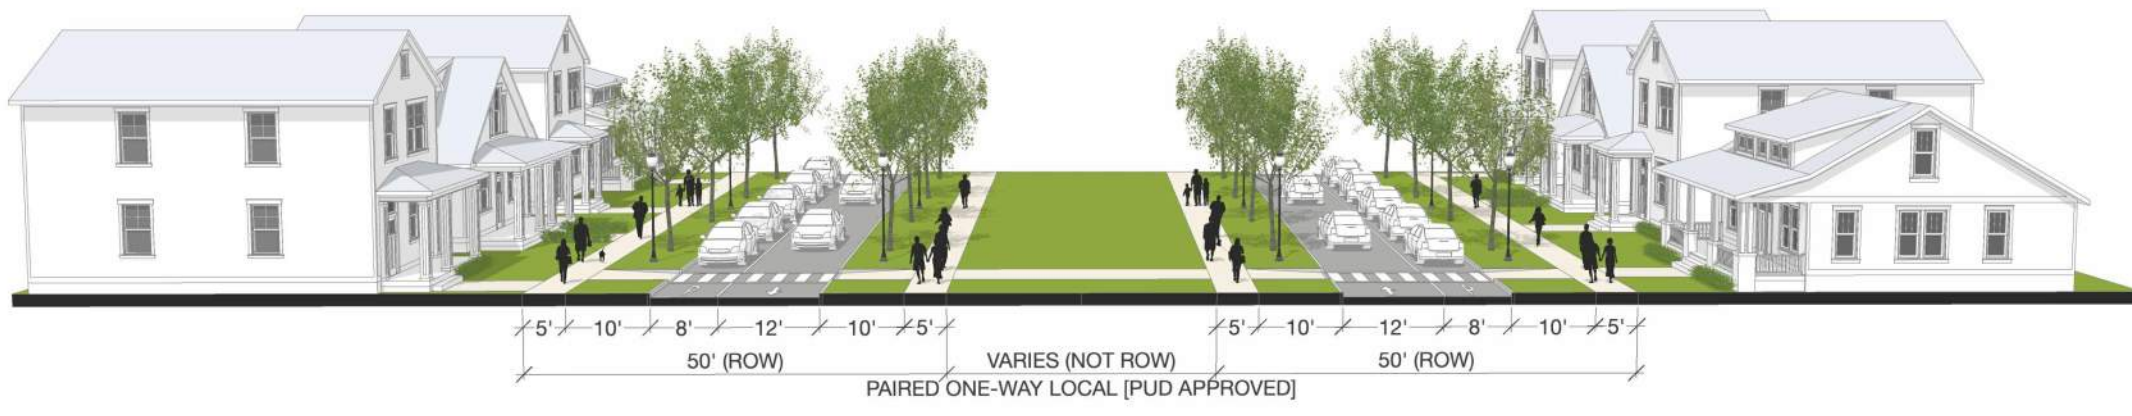 5' 10' 8' 12' 10' 5' 5' 10' 12' 8' 10' 5'
50' (ROW) VARIES (NOT ROW) 50' (ROW)
PAIRED ONE-WAY LOCAL [PUD APPROVED]